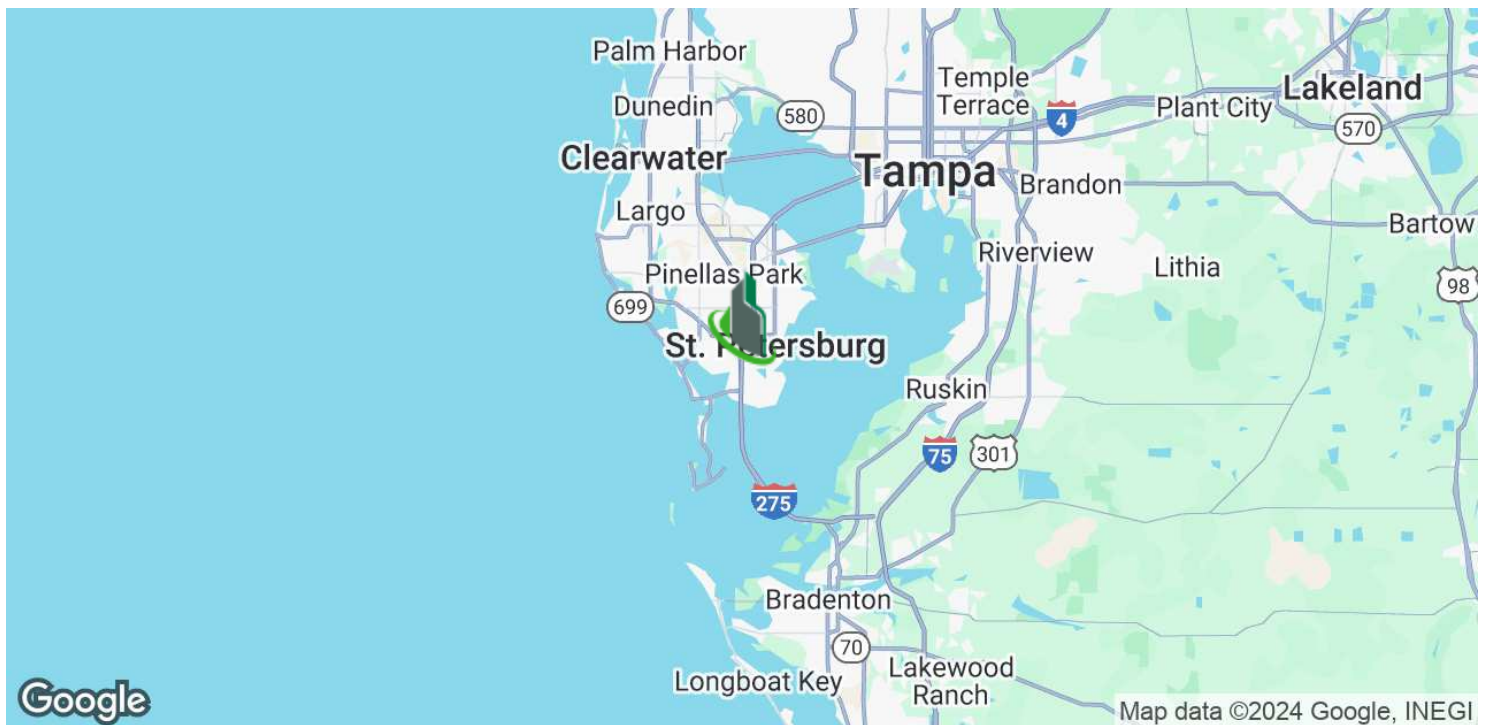 Palm Harbor
Dunedin
580
Temple
Terrace
4
Plant City
Lakeland
570
Clearwater
Tampa
Brandon
Largo
Bartow
Riverview
Lithia
Pinellas Park
98
699
St. Petersburg
Ruskin
75
301
275
Bradenton
70
Longboat Key
Lakewood
Ranch
Google
Map data ©2024 Google, INEGI